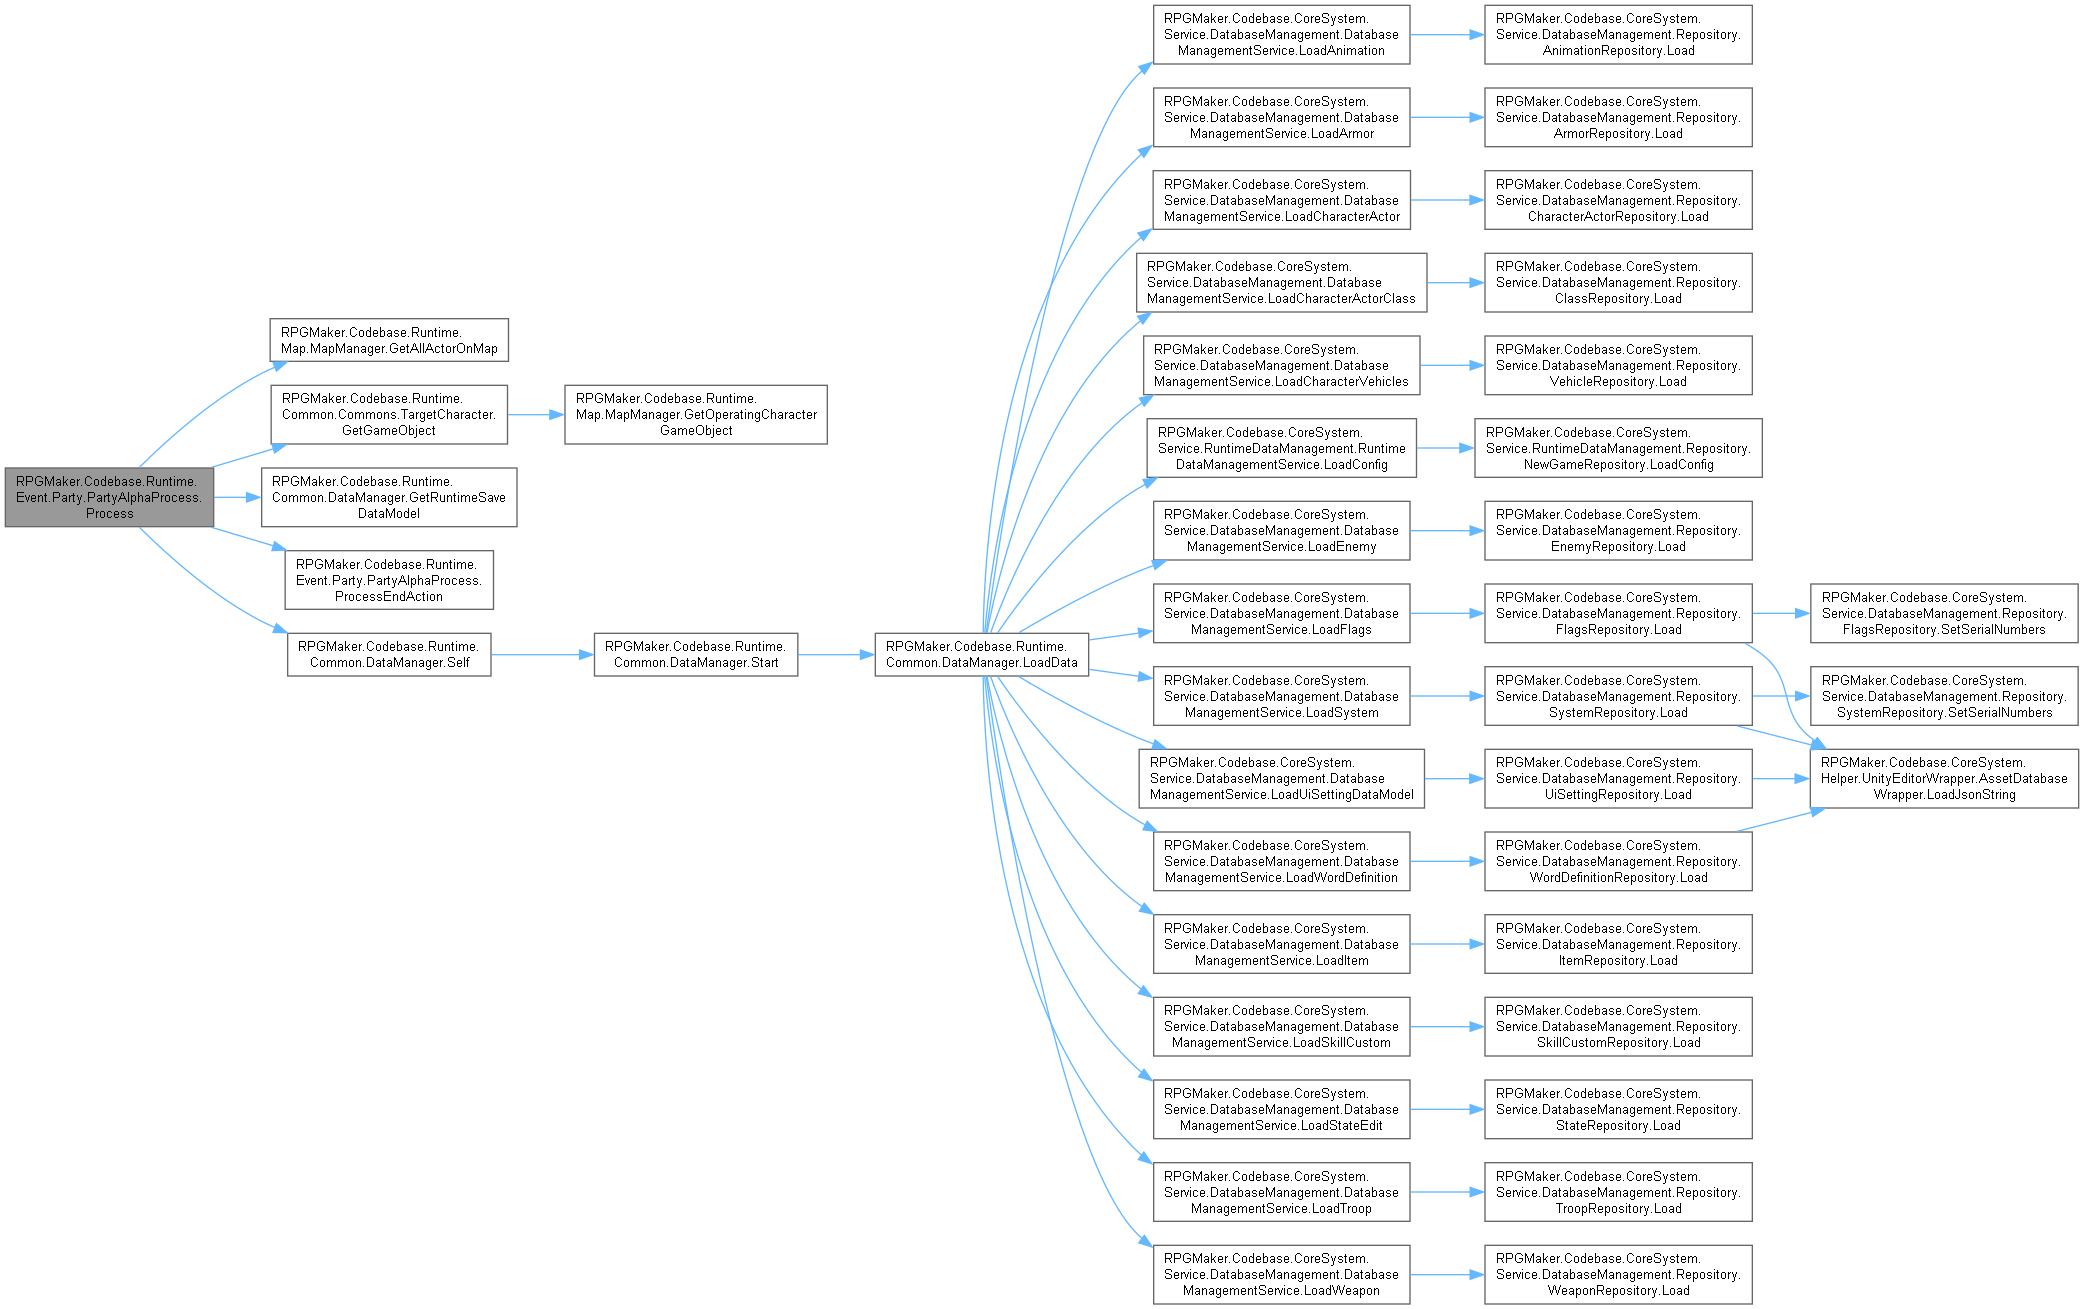 RPGMaker.Codebase.Runtime.
Event.Party.PartyAlphaProcess.
Process
RPGMaker.Codebase.Runtime.
Map.MapManager.GetAllActorOnMap
RPGMaker.Codebase.Runtime.
Common.Commons.TargetCharacter.
GetGameObject
RPGMaker.Codebase.Runtime.
Common.DataManager.GetRuntimeSave
DataModel
RPGMaker.Codebase.Runtime.
Event.Party.PartyAlphaProcess.
ProcessEndAction
RPGMaker.Codebase.Runtime.
Common.DataManager.Self
RPGMaker.Codebase.Runtime.
Map.MapManager.GetOperatingCharacter
GameObject
RPGMaker.Codebase.Runtime.
Common.DataManager.Start
RPGMaker.Codebase.Runtime.
Common.DataManager.LoadData
RPGMaker.Codebase.CoreSystem.
Service.DatabaseManagement.Database
ManagementService.LoadAnimation
RPGMaker.Codebase.CoreSystem.
Service.DatabaseManagement.Database
ManagementService.LoadArmor
RPGMaker.Codebase.CoreSystem.
Service.DatabaseManagement.Database
ManagementService.LoadCharacterActor
RPGMaker.Codebase.CoreSystem.
Service.DatabaseManagement.Database
ManagementService.LoadCharacterActorClass
RPGMaker.Codebase.CoreSystem.
Service.DatabaseManagement.Database
ManagementService.LoadCharacterVehicles
RPGMaker.Codebase.CoreSystem.
Service.RuntimeDataManagement.Runtime
DataManagementService.LoadConfig
RPGMaker.Codebase.CoreSystem.
Service.DatabaseManagement.Database
ManagementService.LoadEnemy
RPGMaker.Codebase.CoreSystem.
Service.DatabaseManagement.Database
ManagementService.LoadFlags
RPGMaker.Codebase.CoreSystem.
Service.DatabaseManagement.Database
ManagementService.LoadSystem
RPGMaker.Codebase.CoreSystem.
Service.DatabaseManagement.Database
ManagementService.LoadUiSettingDataModel
RPGMaker.Codebase.CoreSystem.
Service.DatabaseManagement.Database
ManagementService.LoadWordDefinition
RPGMaker.Codebase.CoreSystem.
Service.DatabaseManagement.Database
ManagementService.LoadItem
RPGMaker.Codebase.CoreSystem.
Service.DatabaseManagement.Database
ManagementService.LoadSkillCustom
RPGMaker.Codebase.CoreSystem.
Service.DatabaseManagement.Database
ManagementService.LoadStateEdit
RPGMaker.Codebase.CoreSystem.
Service.DatabaseManagement.Database
ManagementService.LoadTroop
RPGMaker.Codebase.CoreSystem.
Service.DatabaseManagement.Database
ManagementService.LoadWeapon
RPGMaker.Codebase.CoreSystem.
Service.DatabaseManagement.Repository.
AnimationRepository.Load
RPGMaker.Codebase.CoreSystem.
Service.DatabaseManagement.Repository.
ArmorRepository.Load
RPGMaker.Codebase.CoreSystem.
Service.DatabaseManagement.Repository.
CharacterActorRepository.Load
RPGMaker.Codebase.CoreSystem.
Service.DatabaseManagement.Repository.
ClassRepository.Load
RPGMaker.Codebase.CoreSystem.
Service.DatabaseManagement.Repository.
VehicleRepository.Load
RPGMaker.Codebase.CoreSystem.
Service.RuntimeDataManagement.Repository.
NewGameRepository.LoadConfig
RPGMaker.Codebase.CoreSystem.
Service.DatabaseManagement.Repository.
EnemyRepository.Load
RPGMaker.Codebase.CoreSystem.
Service.DatabaseManagement.Repository.
FlagsRepository.Load
RPGMaker.Codebase.CoreSystem.
Service.DatabaseManagement.Repository.
SystemRepository.Load
RPGMaker.Codebase.CoreSystem.
Service.DatabaseManagement.Repository.
UiSettingRepository.Load
RPGMaker.Codebase.CoreSystem.
Service.DatabaseManagement.Repository.
WordDefinitionRepository.Load
RPGMaker.Codebase.CoreSystem.
Service.DatabaseManagement.Repository.
ItemRepository.Load
RPGMaker.Codebase.CoreSystem.
Service.DatabaseManagement.Repository.
SkillCustomRepository.Load
RPGMaker.Codebase.CoreSystem.
Service.DatabaseManagement.Repository.
StateRepository.Load
RPGMaker.Codebase.CoreSystem.
Service.DatabaseManagement.Repository.
TroopRepository.Load
RPGMaker.Codebase.CoreSystem.
Service.DatabaseManagement.Repository.
WeaponRepository.Load
RPGMaker.Codebase.CoreSystem.
Service.DatabaseManagement.Repository.
FlagsRepository.SetSerialNumbers
RPGMaker.Codebase.CoreSystem.
Service.DatabaseManagement.Repository.
SystemRepository.SetSerialNumbers
RPGMaker.Codebase.CoreSystem.
Helper.UnityEditorWrapper.AssetDatabase
Wrapper.LoadJsonString